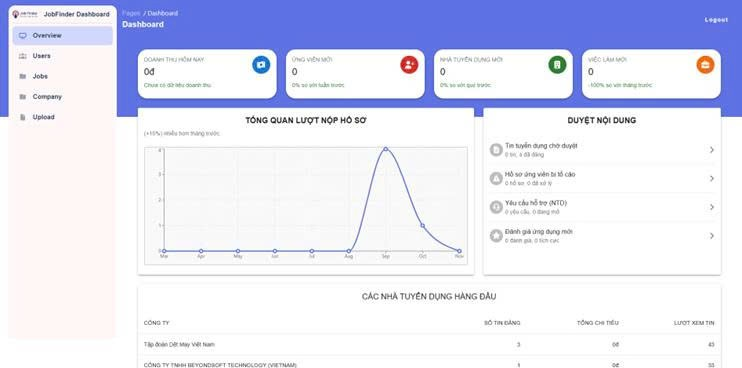 JobFinder Dashboard
Pages / Dashboard
Dashboard
Logout
Overview
Users
Jobs
Company
Upload
DOANH THU HÔM NAY
0đ
Chưa có dữ liệu doanh thu
ỨNG VIÊN MỚI
0
0% so với tuần trước
NHÀ TUYỂN DỤNG MỚI
0
0% so với quý trước
VIỆC LÀM MỚI
0
-100% so với tháng trước
TỔNG QUAN LƯỢT NỘP HỒ SƠ
(+15%) nhiều hơn tháng trước
4
3
2
1
0
Mar Apr May Jun Jul Aug Sep Oct Nov
DUYỆT NỘI DUNG
Tin tuyển dụng chờ duyệt
0 tin, 4 đã đăng
Hồ sơ ứng viên bị tố cáo
0 hồ sơ, 0 đã xử lý
Yêu cầu hỗ trợ (NTD)
0 yêu cầu, 0 đang mở
Đánh giá ứng dụng mới
0 đánh giá, 0 tích cực
CÁC NHÀ TUYỂN DỤNG HÀNG ĐẦU
CÔNG TY SỐ TIN ĐĂNG TỔNG CHI TIÊU LƯỢT XEM TIN
Tập đoàn Dệt May Việt Nam 3 0đ 43
CÔNG TY TNHH BEYONDSOFT TECHNOLOGY (VIETNAM) 1 0đ 33